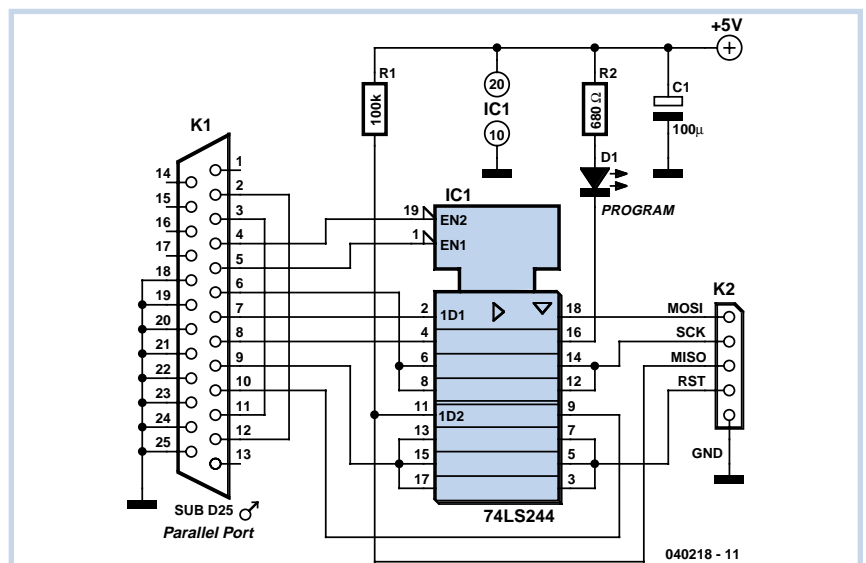 +5V
R1
100k
20
IC1
10
R2
680 Ω
C1
100µ
D1
PROGRAM
K1
14
15
16
17
18
19
20
21
22
23
24
25
1
2
3
4
5
6
7
8
9
10
11
12
13
SUB D25 ♂
Parallel Port
IC1
19 EN2
1 EN1
2 1D1 18
4 16
6 14
8 12
11 1D2 9
13 7
15 5
17 3
74LS244
K2
MOSI
SCK
MISO
RST
GND
040218 - 11